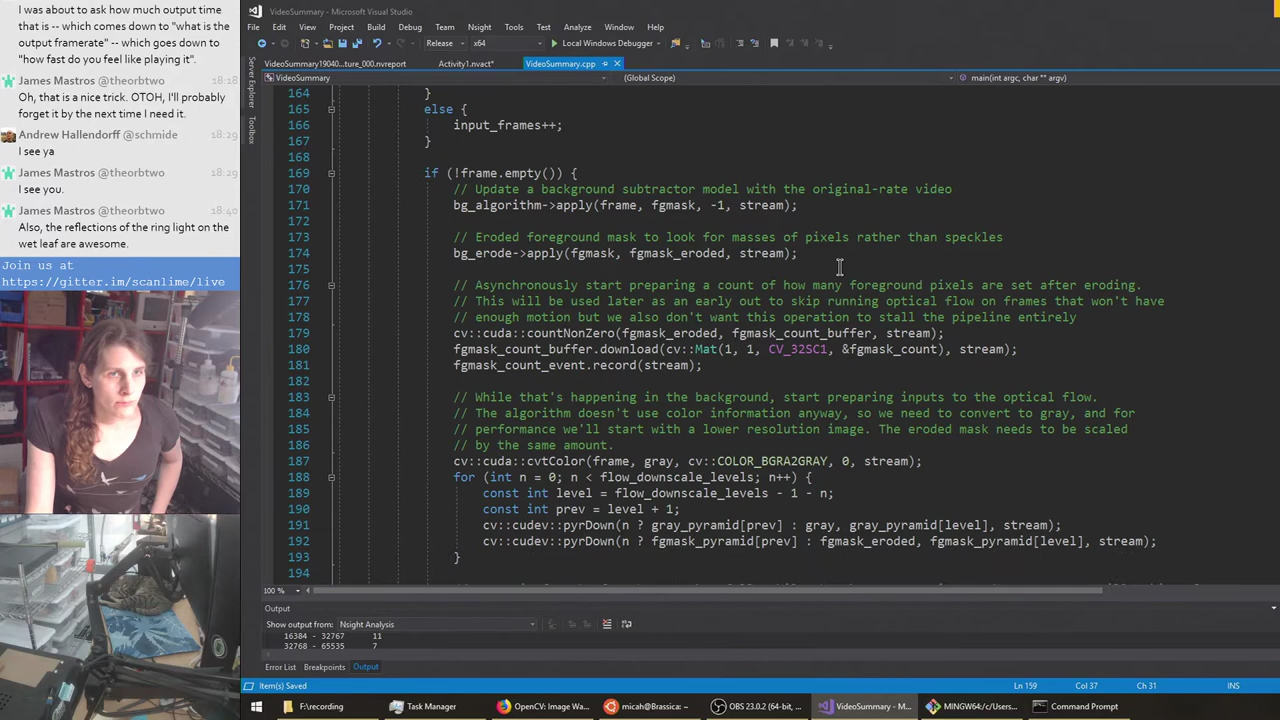 I was about to ask how much output time
that is -- which comes down to "what is the
output framerate" -- which goes down to
"how fast do you feel like playing it".
James Mastros @theorbtwo 18:18
Oh, that is a nice trick. OTOH, I'll probably
forget it by the next time I need it.
Andrew Hallendorff @schmide 18:29
I see ya
James Mastros @theorbtwo 18:29
I see you.
James Mastros @theorbtwo 18:40
Also, the reflections of the ring light on the
wet leaf are awesome.
Join us at
https://gitter.im/scanlime/live
VideoSummary - Microsoft Visual Studio
File Edit View Project Build Debug Team Nsight Tools Test Analyze Window Help
Release x64 Local Windows Debugger
Server Explorer
Toolbox
VideoSummary19040...ture_000.nvreport Activity1.nvact* VideoSummary.cpp
VideoSummary (Global Scope) main(int argc, char ** argv)
164 }
165 else {
166 input_frames++;
167 }
168
169 if (!frame.empty()) {
170 // Update a background subtractor model with the original-rate video
171 bg_algorithm->apply(frame, fgmask, -1, stream);
172
173 // Eroded foreground mask to look for masses of pixels rather than speckles
174 bg_erode->apply(fgmask, fgmask_eroded, stream);
175
176 // Asynchronously start preparing a count of how many foreground pixels are set after eroding.
177 // This will be used later as an early out to skip running optical flow on frames that won't have
178 // enough motion but we also don't want this operation to stall the pipeline entirely
179 cv::cuda::countNonZero(fgmask_eroded, fgmask_count_buffer, stream);
180 fgmask_count_buffer.download(cv::Mat(1, 1, CV_32SC1, &fgmask_count), stream);
181 fgmask_count_event.record(stream);
182
183 // While that's happening in the background, start preparing inputs to the optical flow.
184 // The algorithm doesn't use color information anyway, so we need to convert to gray, and for
185 // performance we'll start with a lower resolution image. The eroded mask needs to be scaled
186 // by the same amount.
187 cv::cuda::cvtColor(frame, gray, cv::COLOR_BGRA2GRAY, 0, stream);
188 for (int n = 0; n < flow_downscale_levels; n++) {
189 const int level = flow_downscale_levels - 1 - n;
190 const int prev = level + 1;
191 cv::cudev::pyrDown(n ? gray_pyramid[prev] : gray, gray_pyramid[level], stream);
192 cv::cudev::pyrDown(n ? fgmask_pyramid[prev] : fgmask_eroded, fgmask_pyramid[level], stream);
193 }
194
100 %
Output
Show output from: Nsight Analysis
16384 - 32767 11
32768 - 65535 7
Error List Breakpoints Output
Item(s) Saved Ln 159 Col 37 Ch 31 INS
F:\recording Task Manager OpenCV: Image Wa... micah@Brassica: ~ OBS 23.0.2 (64-bit, ... VideoSummary - M... MINGW64:/c/Users... Command Prompt